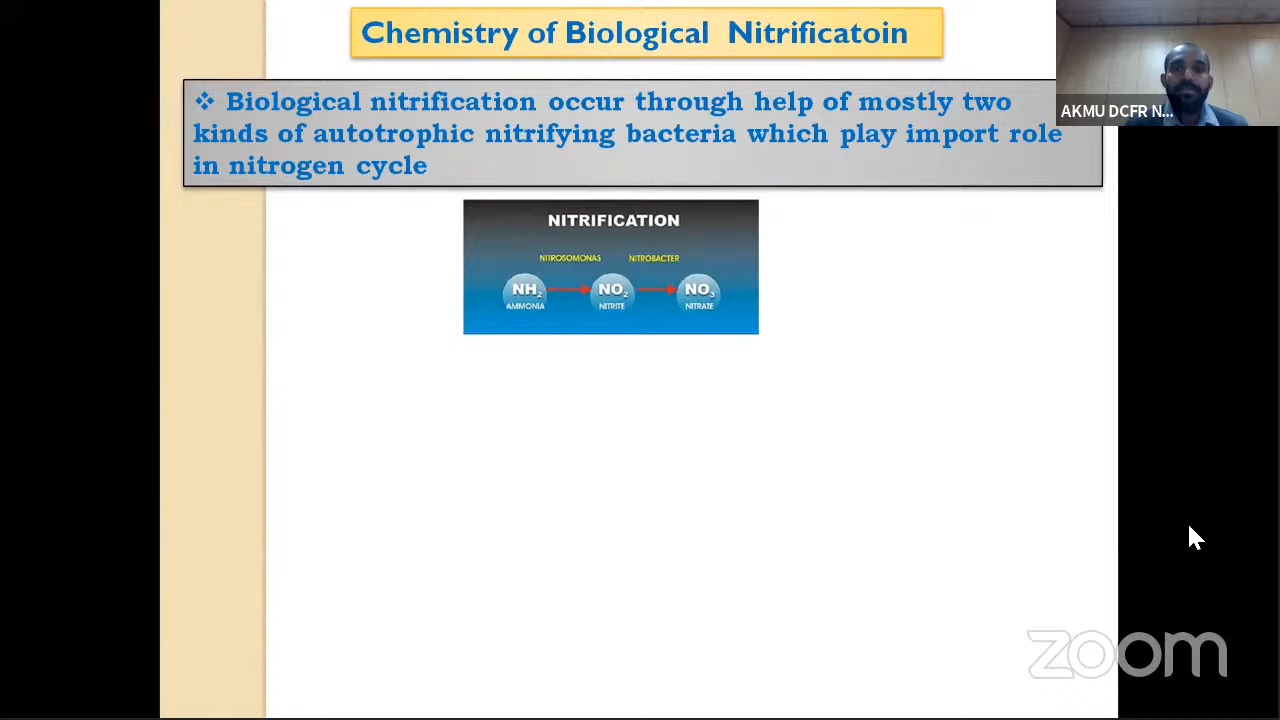 Chemistry of Biological Nitrificatoin
❖ Biological nitrification occur through help of mostly two
kinds of autotrophic nitrifying bacteria which play import role
in nitrogen cycle
AKMU DCFR N...
NITRIFICATION
NITROSOMONAS NITROBACTER
NH2 NO2 NO3
AMMONIA NITRITE NITRATE
zoom